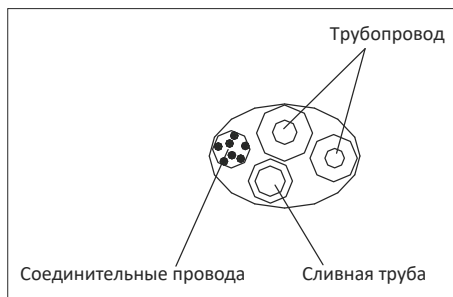 Трубопровод
Соединительные провода
Сливная труба